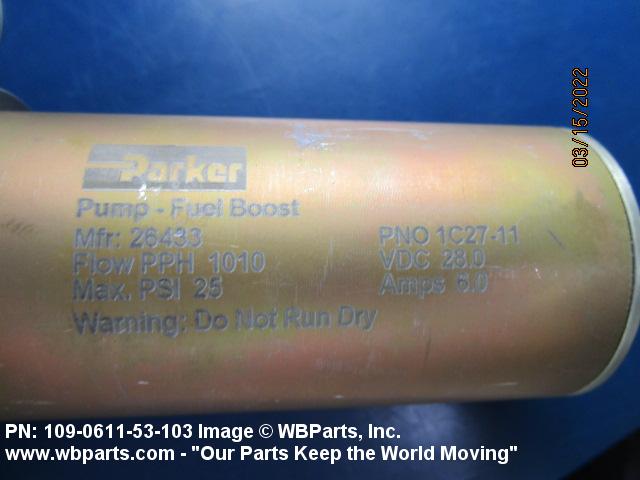 03/15/2022
Parker
Pump - Fuel Boost
Mfr: 26433
Flow PPH 1010
Max. PSI 25
PNO 1C27-11
VDC 28.0
Amps 6.0
Warning: Do Not Run Dry
PN: 109-0611-53-103 Image © WBParts, Inc.
www.wbparts.com - "Our Parts Keep the World Moving"